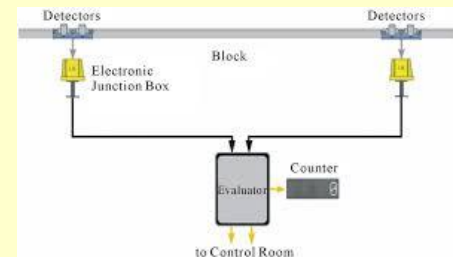 Detectors
Detectors
Block
Electronic
Junction Box
Counter
Evaluator
0
to Control Room